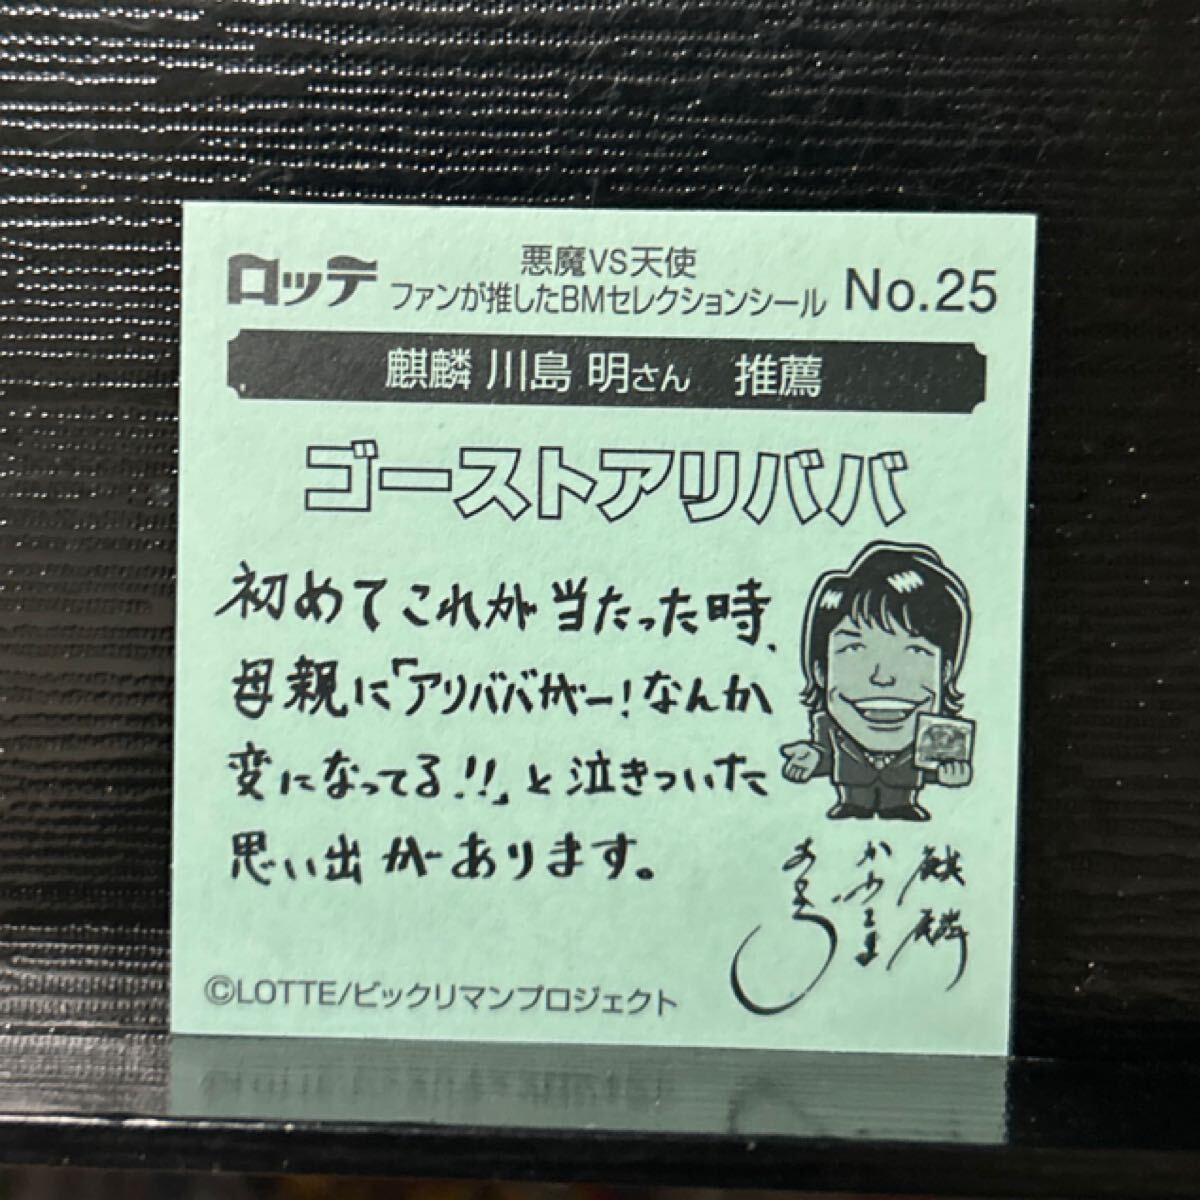 ロッテ
悪魔VS天使
ファンが推したBMセレクションシール
No.25
麒麟 川島 明さん 推薦
ゴーストアリババ
初めてこれが当たった時、
母親に「アリババがー!なんか
変になってる!!」と泣きついた
思い出があります。
麒麟
かわしま
あきら
©LOTTE/ビックリマンプロジェクト